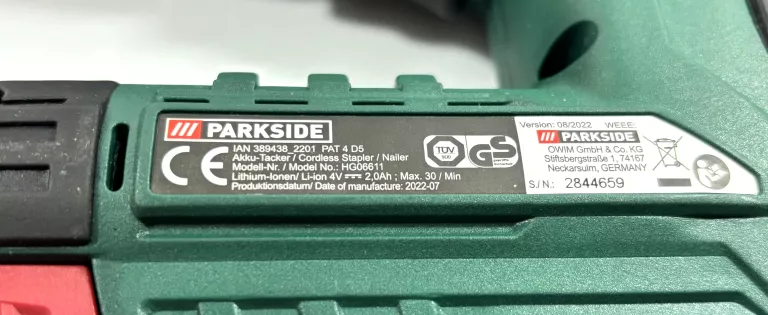 PARKSIDE
IAN 389438_2201 PAT 4 D5
Akku-Tacker / Cordless Stapler / Nailer
Modell-Nr. / Model No.: HG06611
Lithium-Ionen/ Li-ion 4V 2,0Ah ; Max. 30 / Min
Produktionsdatum/ Date of manufacture: 2022-07
CE
TÜV
SÜD
GS
Version: 08/2022 WEEE:
PARKSIDE
OWIM GmbH & Co. KG
Stiftsbergstraße 1, 74167
Neckarsulm, GERMANY
S/N.: 2844659